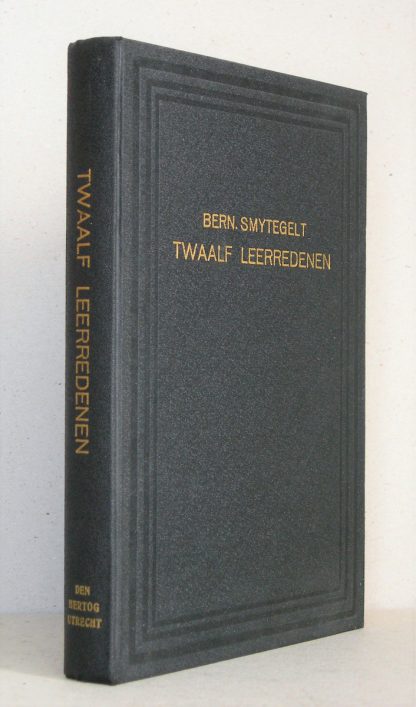 TWAALF LEERREDENEN
DEN
HERTOG
UTRECHT
BERN. SMYTEGELT
TWAALF LEERREDENEN